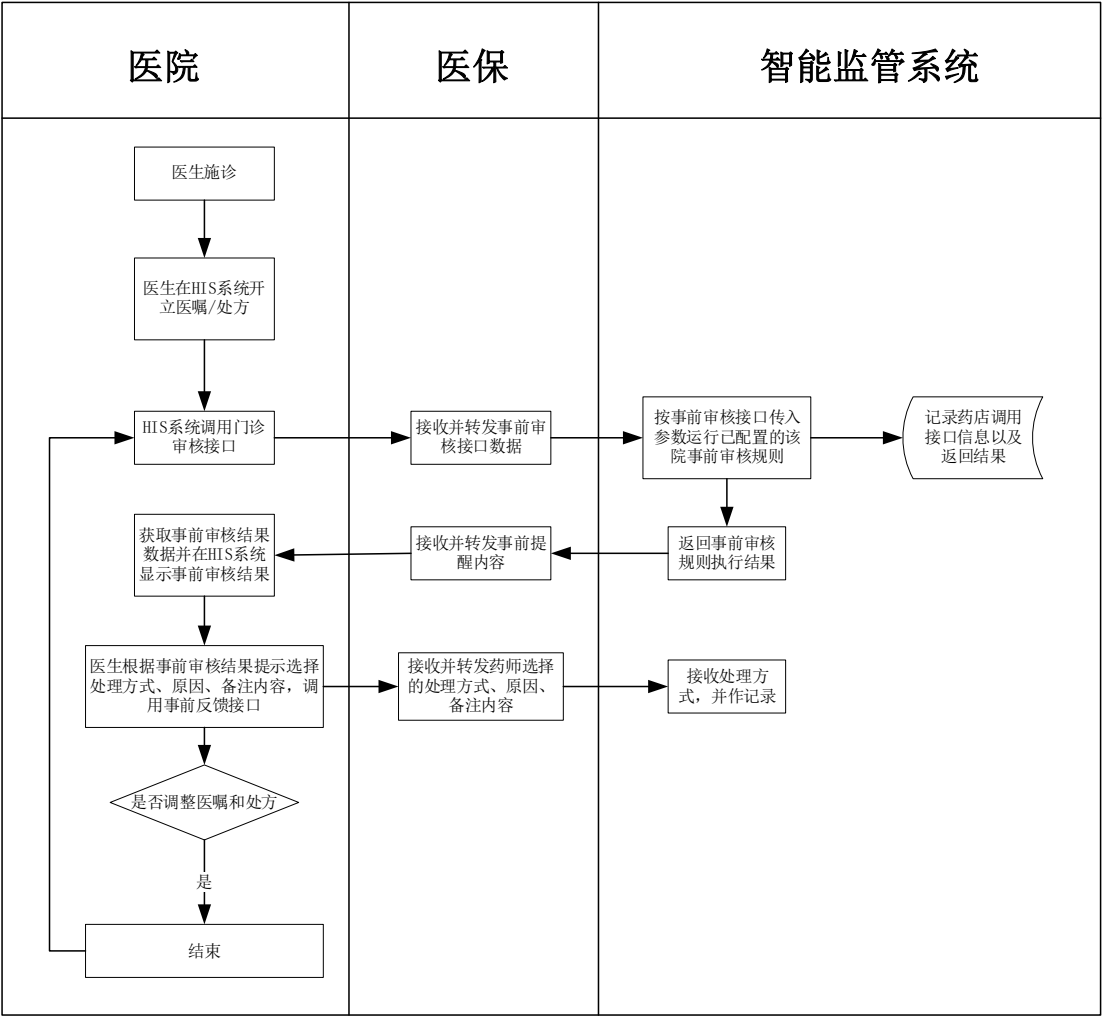 医院
医保
智能监管系统
医生施诊
医生在HIS系统开
立医嘱/处方
HIS系统调用门诊
审核接口
接收并转发事前审
核接口数据
按事前审核接口传入
参数运行已配置的该
院事前审核规则
记录药店调用
接口信息以及
返回结果
获取事前审核结果
数据并在HIS系统
显示事前审核结果
接收并转发事前提
醒内容
返回事前审核
规则执行结果
医生根据事前审核结果提示选择
处理方式、原因、备注内容，调
用事前反馈接口
接收并转发药师选择
的处理方式、原因、
备注内容
接收处理方
式，并作记录
是否调整医嘱和处方
是
结束